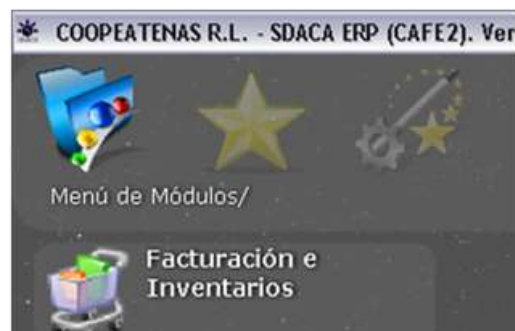 COOPEATENAS R.L. - SDACA ERP (CAFE2). Ver
Menú de Módulos/
Facturación e
Inventarios